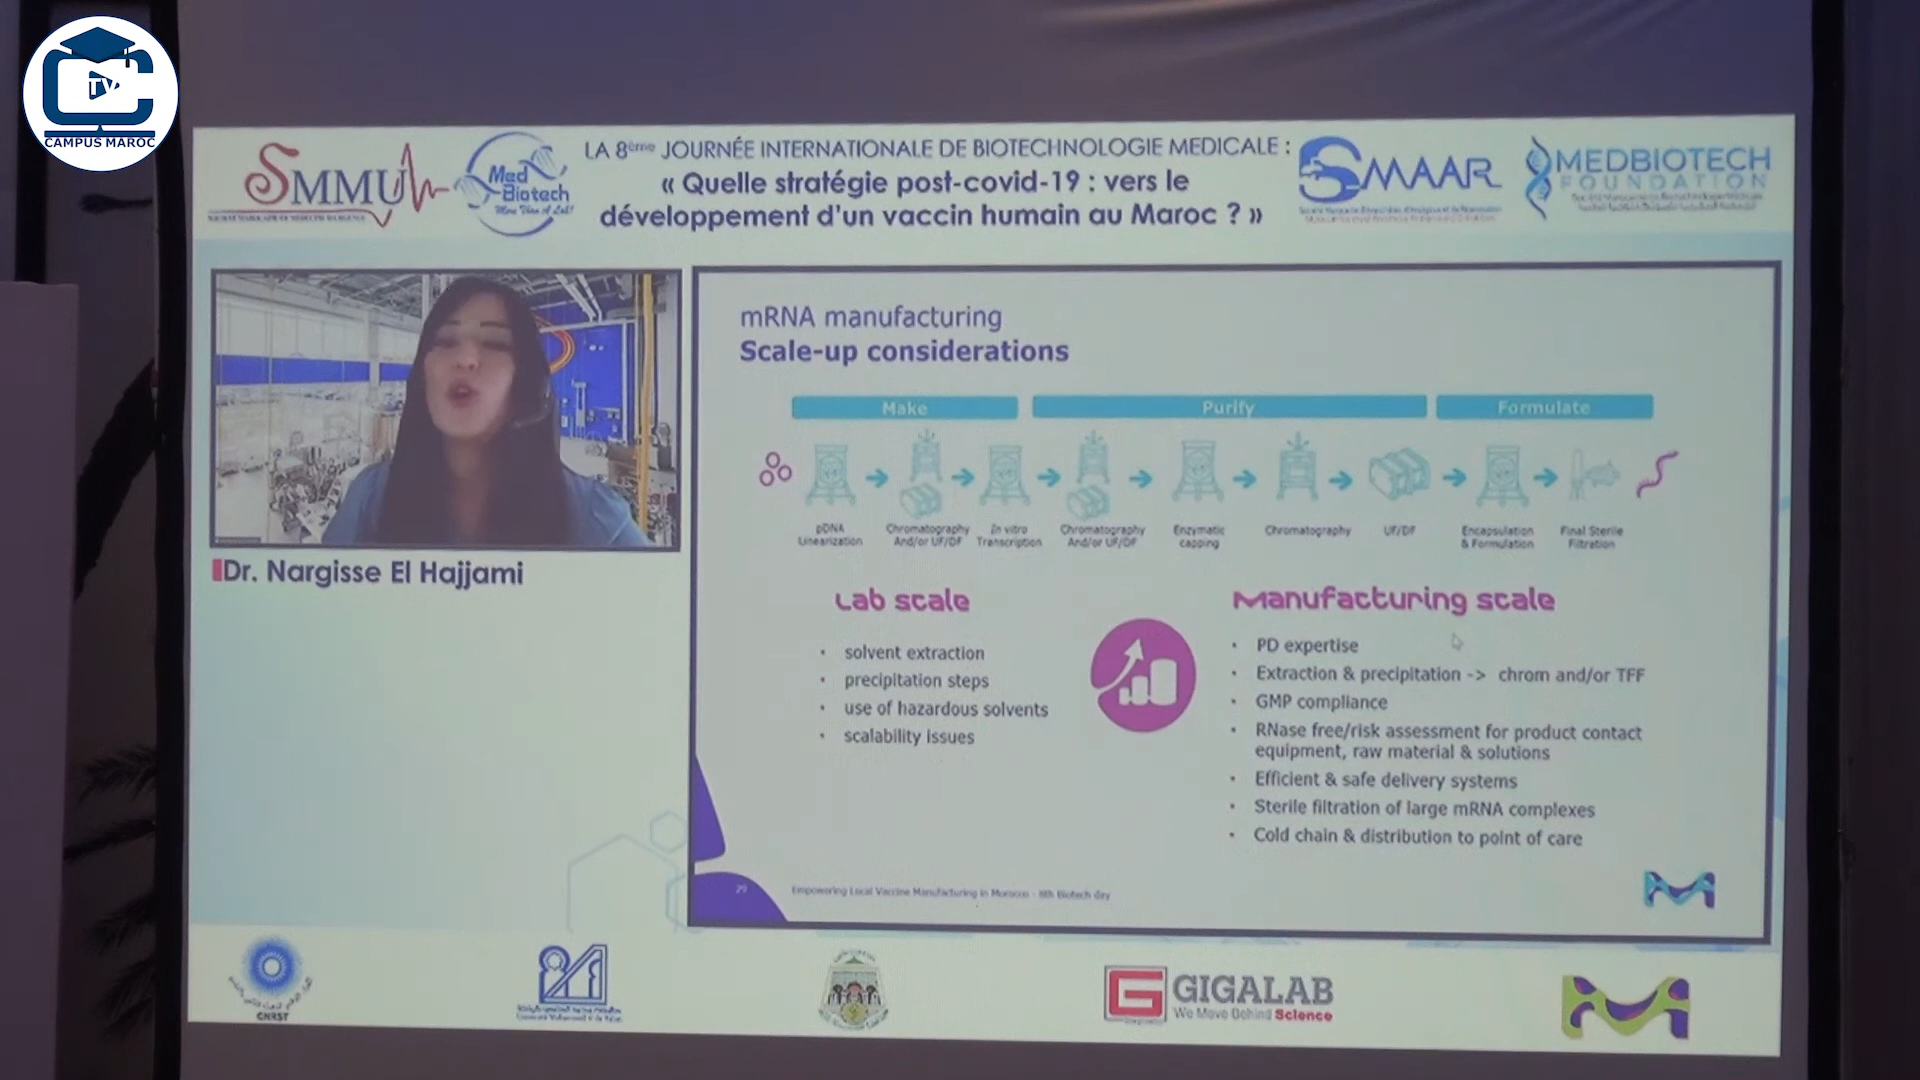 TV
CAMPUS MAROC
SMMU
Med
Biotech
More Than A Lab!
LA 8ème JOURNÉE INTERNATIONALE DE BIOTECHNOLOGIE MEDICALE :
« Quelle stratégie post-covid-19 : vers le
développement d'un vaccin humain au Maroc ? »
SMAAR
MEDBIOTECH
FOUNDATION
Dr. Nargisse El Hajjami
mRNA manufacturing
Scale-up considerations
Make
Purify
Formulate
pDNA
Linearization
Chromatography
And/or UF/DF
In vitro
Transcription
Chromatography
And/or UF/DF
Enzymatic
capping
Chromatography
UF/DF
Encapsulation
& Formulation
Final Sterile
Filtration
Lab scale
• solvent extraction
• precipitation steps
• use of hazardous solvents
• scalability issues
Manufacturing scale
• PD expertise
• Extraction & precipitation -> chrom and/or TFF
• GMP compliance
• RNase free/risk assessment for product contact
equipment, raw material & solutions
• Efficient & safe delivery systems
• Sterile filtration of large mRNA complexes
• Cold chain & distribution to point of care
29
Empowering Local Vaccine Manufacturing in Morocco - 8th Biotech day
CNRST
GIGALAB
We Move Behind Science